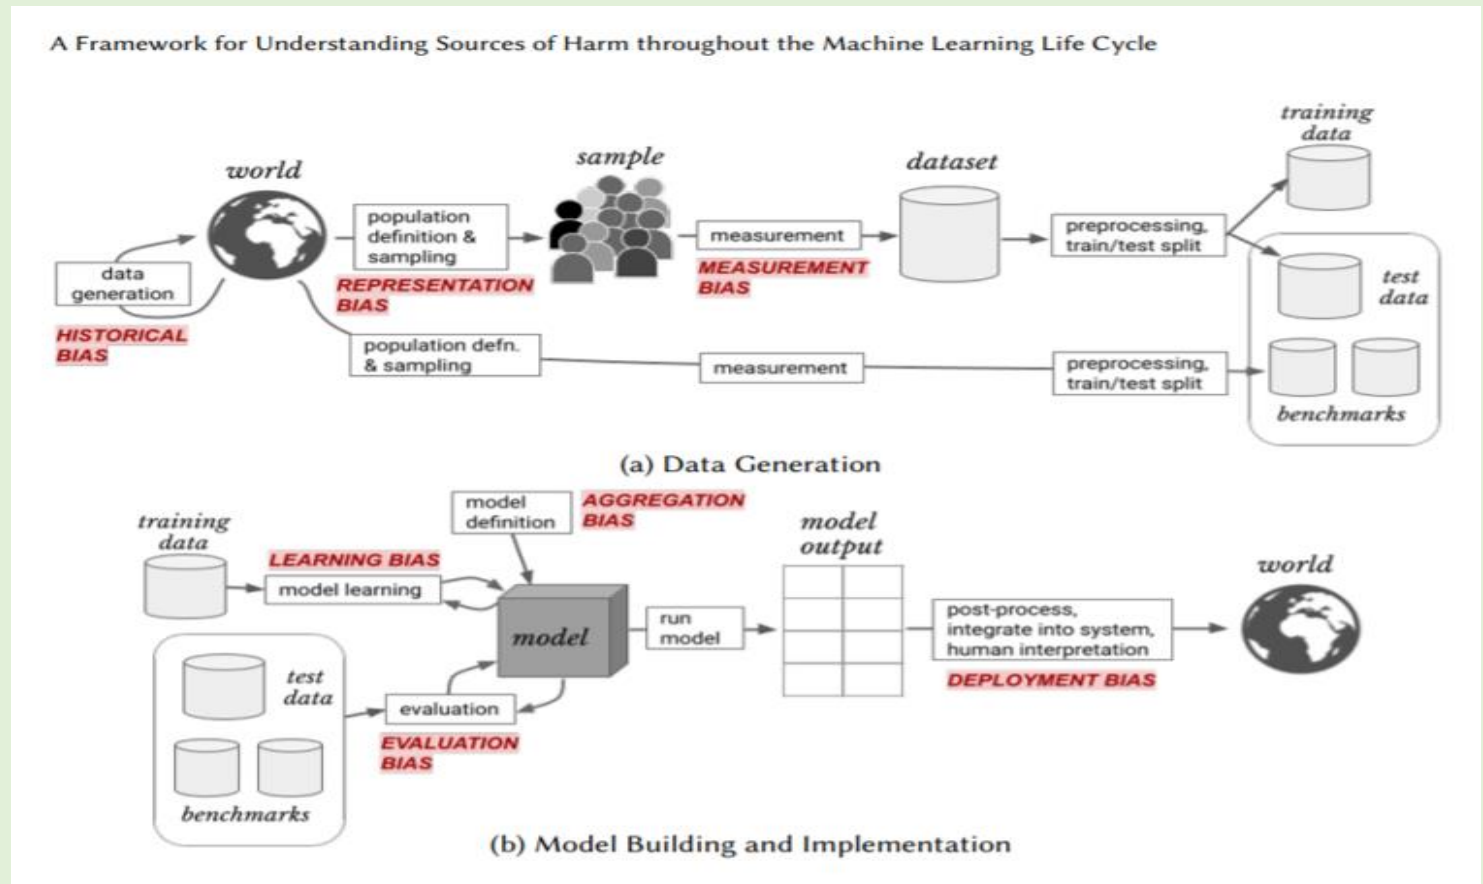 A Framework for Understanding Sources of Harm throughout the Machine Learning Life Cycle
training
data
world
sample
dataset
population
definition &
sampling
measurement
preprocessing,
train/test split
data
generation
REPRESENTATION
BIAS
MEASUREMENT
BIAS
test
data
HISTORICAL
BIAS
population defn.
& sampling
measurement
preprocessing,
train/test split
benchmarks
(a) Data Generation
model
definition
AGGREGATION
BIAS
training
data
LEARNING BIAS
model learning
model
output
world
model
run
model
post-process,
integrate into system,
human interpretation
DEPLOYMENT BIAS
test
data
evaluation
EVALUATION
BIAS
benchmarks
(b) Model Building and Implementation